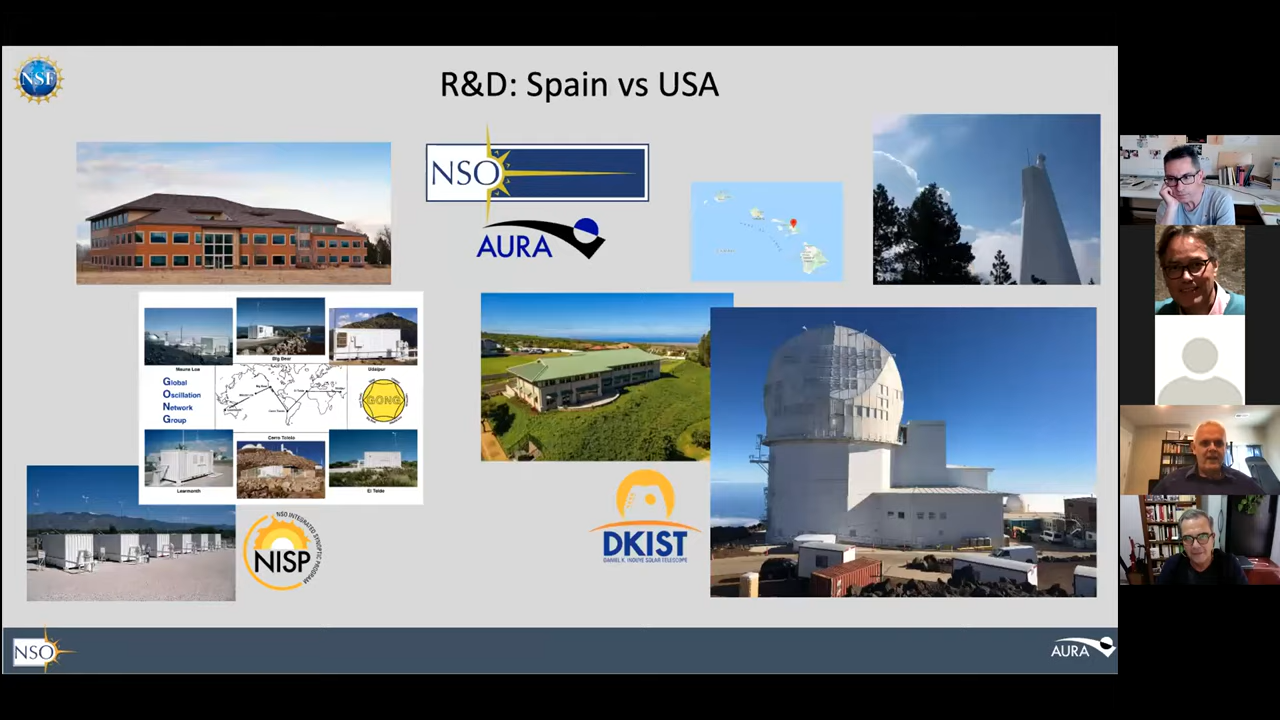 NSF
R&D: Spain vs USA
NSO
AURA
Mauna Loa
Big Bear
Udaipur
Global
Oscillation
Network
Group
GONG
Cerro Tololo
Learmonth
El Teide
NSO INTEGRATED SYNOPTIC PROGRAM
NISP
DKIST
DANIEL K. INOUYE SOLAR TELESCOPE
NSO
AURA